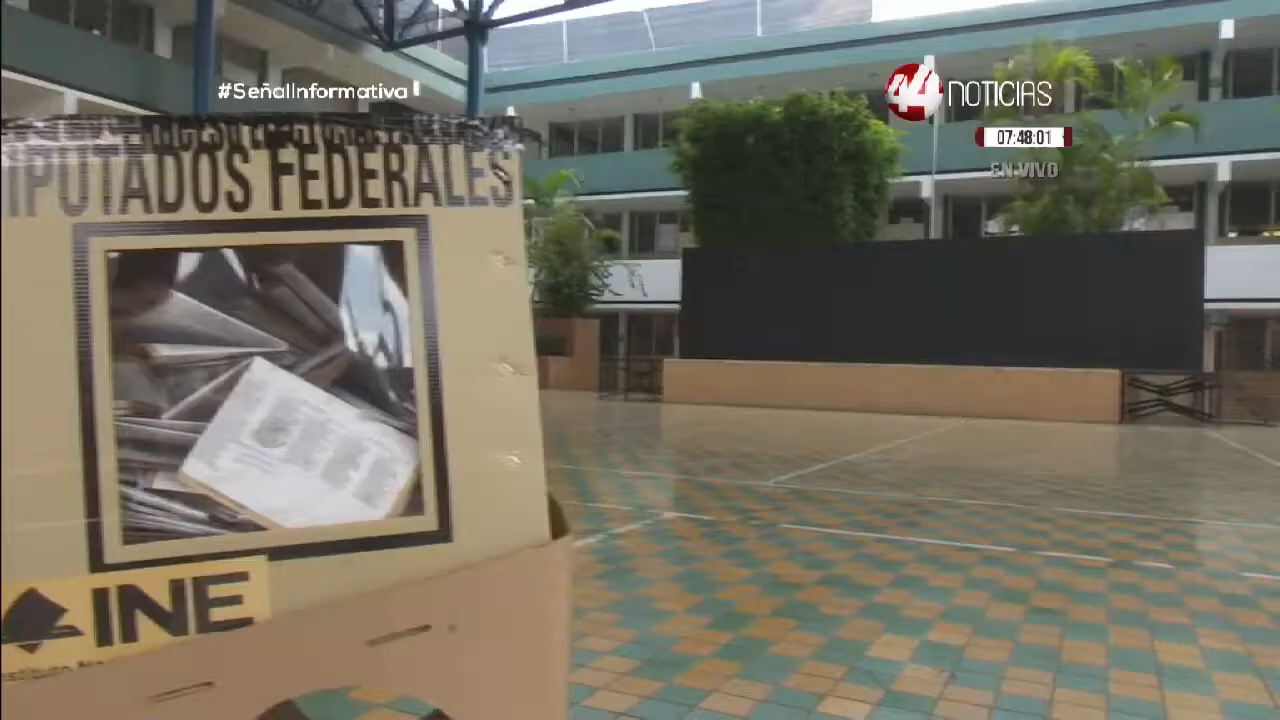 #SeñalInformativa
44 NOTICIAS
07:48:01
EN VIVO
IPUTADOS FEDERALES
INE